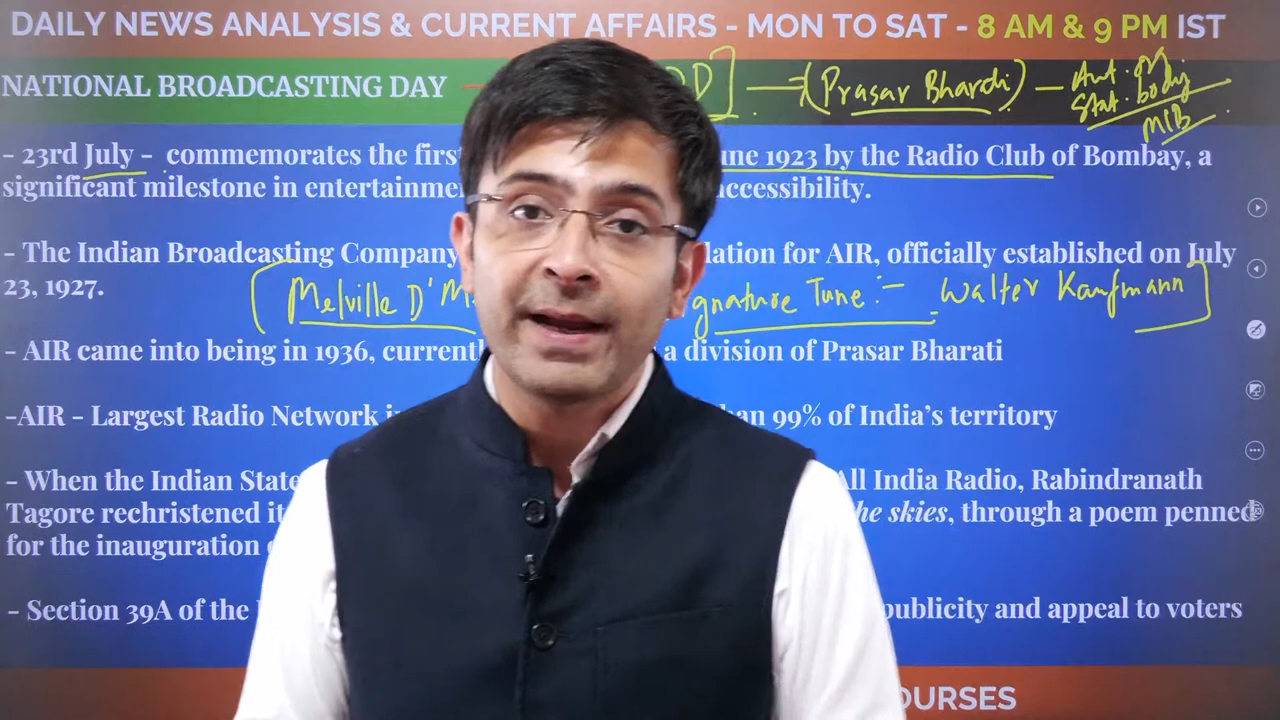 DAILY NEWS ANALYSIS & CURRENT AFFAIRS - MON TO SAT - 8 AM & 9 PM IST
NATIONAL BROADCASTING DAY D] (Prasar Bharati) Aut. of
Stat. body
MIB
- 23rd July - commemorates the first une 1923 by the Radio Club of Bombay, a
significant milestone in entertainme accessibility.
- The Indian Broadcasting Company lation for AIR, officially established on July
23, 1927. (Melville D'M gnature Tune :- Walter Kaufmann]
- AIR came into being in 1936, current a division of Prasar Bharati
-AIR - Largest Radio Network i an 99% of India's territory
- When the Indian State All India Radio, Rabindranath
Tagore rechristened it he skies, through a poem penned
for the inauguration
- Section 39A of the publicity and appeal to voters
OURSES